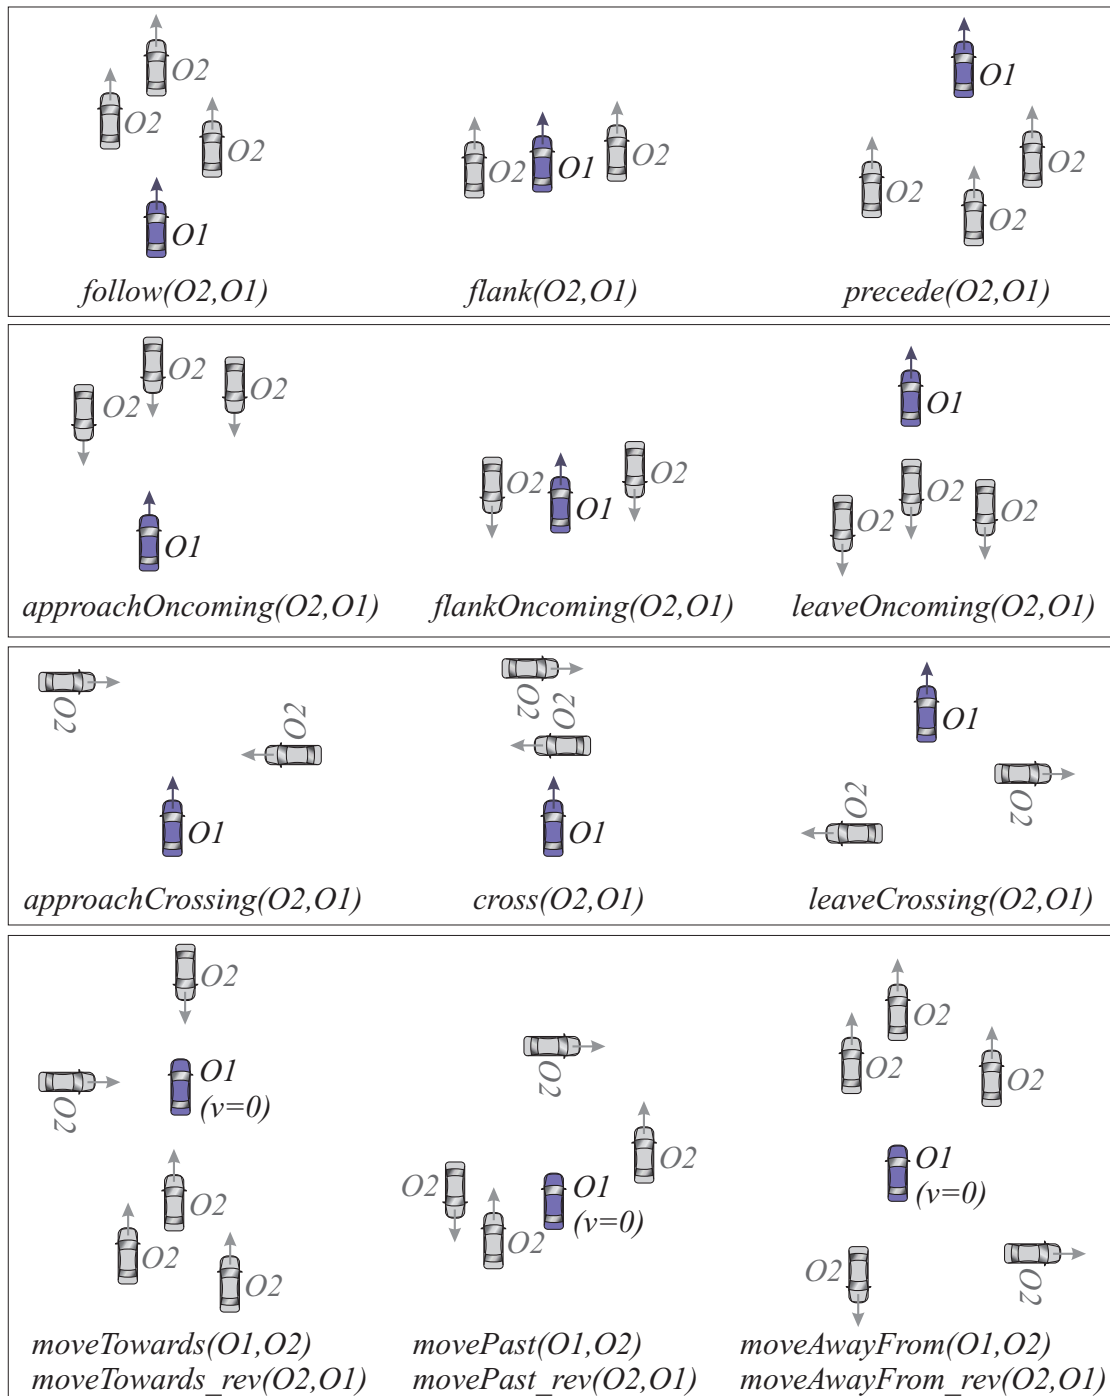 O2
O2
O2
O1
follow(O2,O1)
O2
O1
O2
flank(O2,O1)
O1
O2
O2
O2
precede(O2,O1)
O2
O2
O2
O1
approachOncoming(O2,O1)
O2
O2
O1
flankOncoming(O2,O1)
O1
O2
O2
O2
leaveOncoming(O2,O1)
O2
O2
O1
approachCrossing(O2,O1)
O2
O2
O1
cross(O2,O1)
O1
O2
O2
leaveCrossing(O2,O1)
O2
O1
(v=0)
O2
O2
O2
O2
moveTowards(O1,O2)
moveTowards_rev(O2,O1)
O2
O2
O2
O1
(v=0)
O2
movePast(O1,O2)
movePast_rev(O2,O1)
O2
O2
O2
O1
(v=0)
O2
O2
moveAwayFrom(O1,O2)
moveAwayFrom_rev(O2,O1)